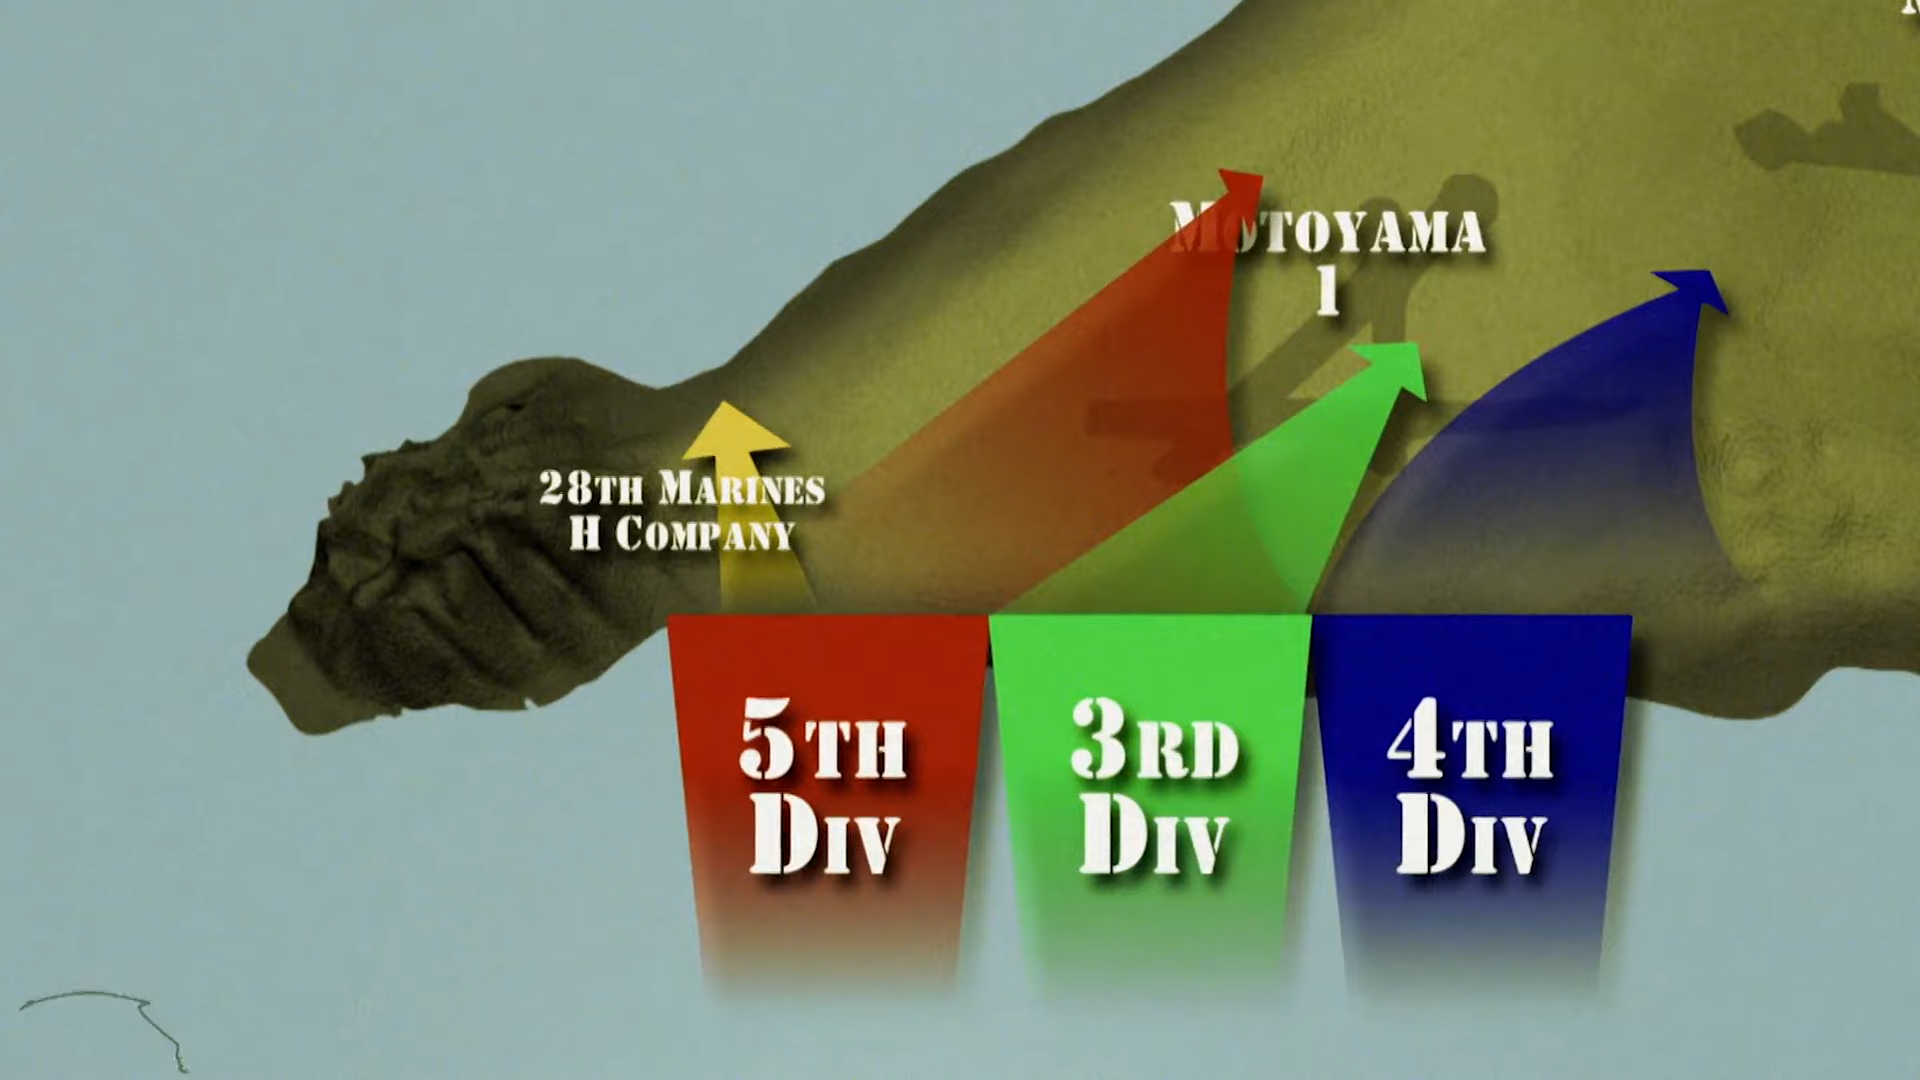 Motoyama
1
28th Marines
H Company
5th
Div
3rd
Div
4th
Div